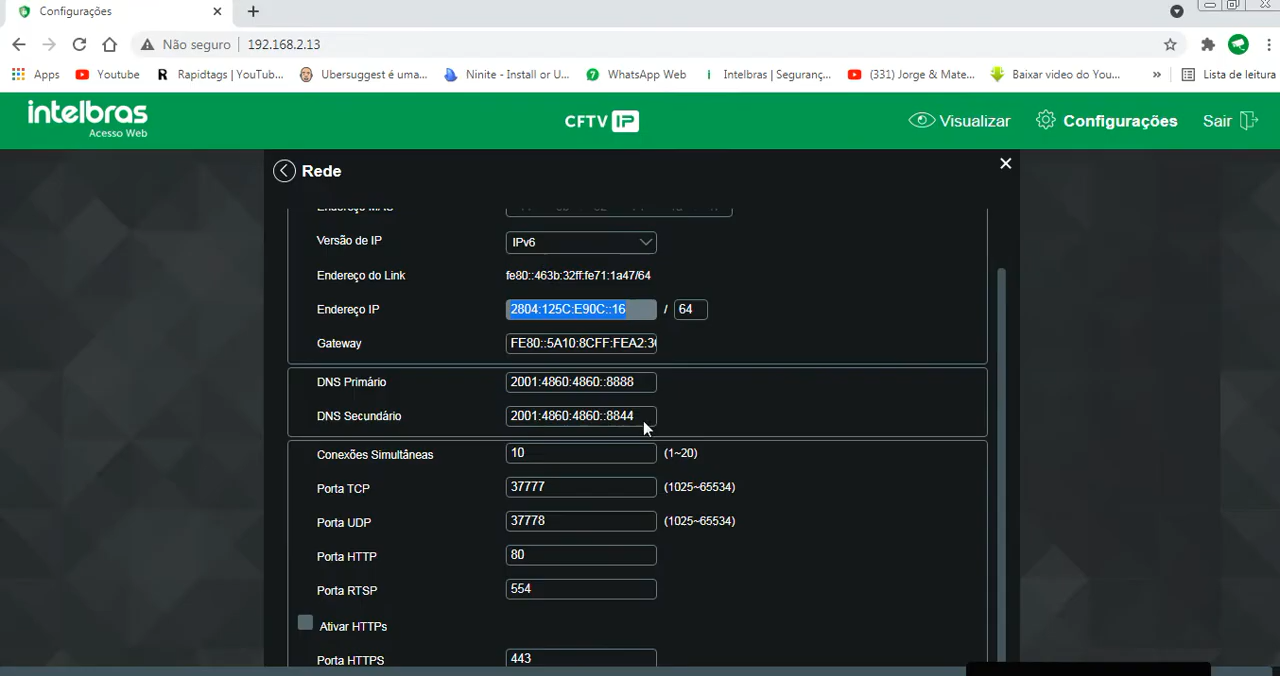 Configurações
Não seguro
192.168.2.13
Apps
Youtube
Rapidtags | YouTub...
Ubersuggest é uma...
Ninite - Install or U...
WhatsApp Web
Intelbras | Seguranç...
(331) Jorge & Mate...
Baixar video do You...
»
Lista de leitura
intelbras
Acesso Web
CFTV IP
Visualizar
Configurações
Sair
Rede
Endereço MAC
Versão de IP
IPv6
Endereço do Link
fe80::463b:32ff:fe71:1a47/64
Endereço IP
2804:125C:E90C::16 / 64
Gateway
FE80::5A10:8CFF:FEA2:3
DNS Primário
2001:4860:4860::8888
DNS Secundário
2001:4860:4860::8844
Conexões Simultâneas
10 (1~20)
Porta TCP
37777 (1025~65534)
Porta UDP
37778 (1025~65534)
Porta HTTP
80
Porta RTSP
554
Ativar HTTPs
Porta HTTPS
443